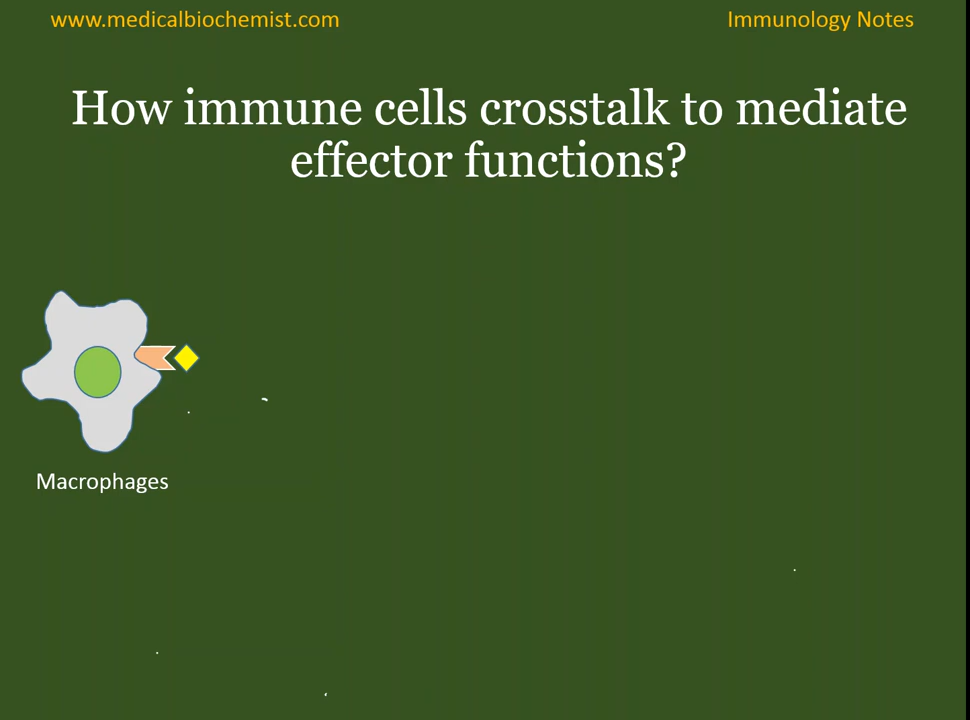 www.medicalbiochemist.com
Immunology Notes
How immune cells crosstalk to mediate
effector functions?
Macrophages